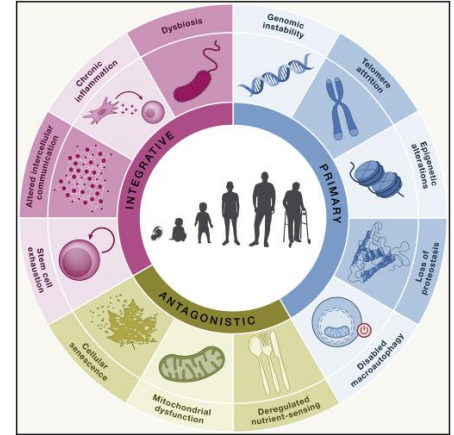 Dysbiosis
Genomic
instability
Telomere
attrition
Epigenetic
alterations
Loss of
proteostasis
Disabled
macroautophagy
Deregulated
nutrient-sensing
Mitochondrial
dysfunction
Cellular
senescence
Stem cell
exhaustion
Altered intercellular
communication
Chronic
inflammation
INTEGRATIVE
PRIMARY
ANTAGONISTIC